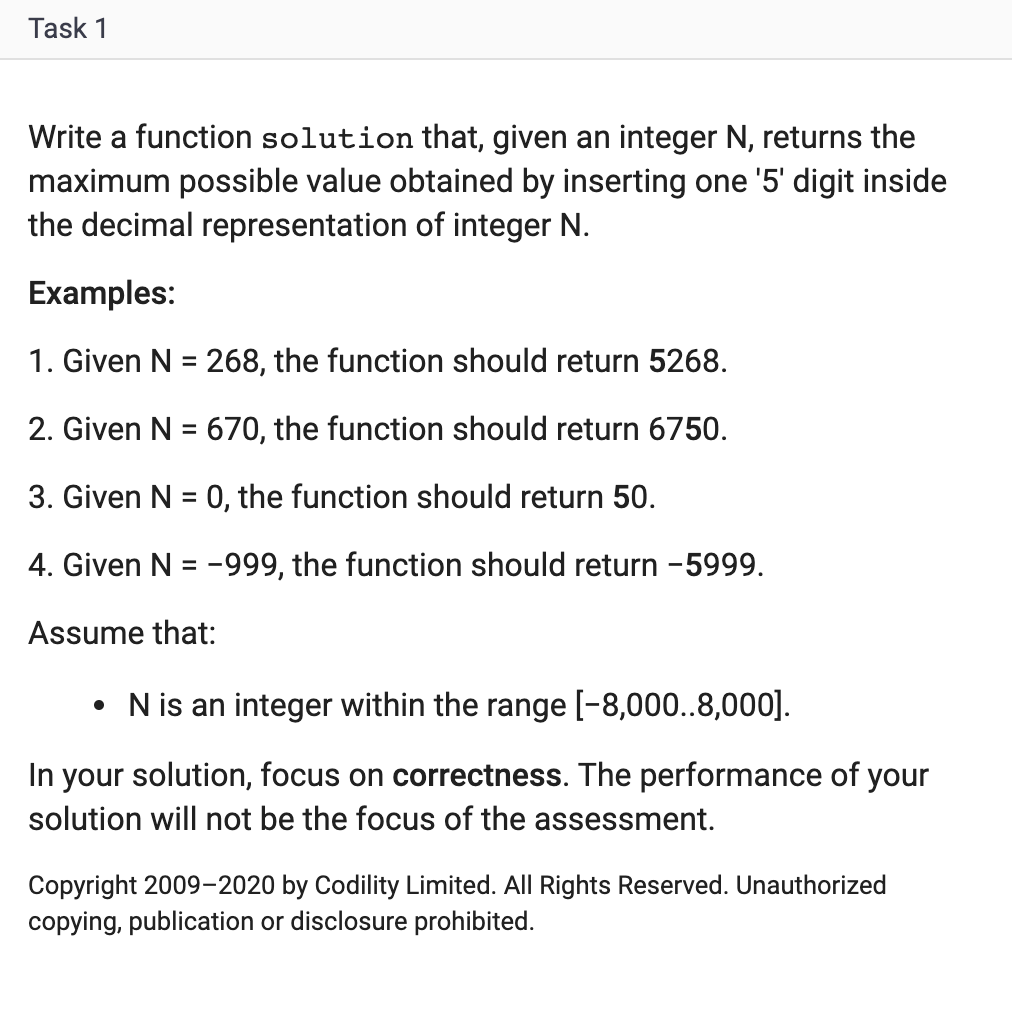 Task 1
Write a function solution that, given an integer N, returns the
maximum possible value obtained by inserting one '5' digit inside
the decimal representation of integer N.
Examples:
1. Given N = 268, the function should return 5268.
2. Given N = 670, the function should return 6750.
3. Given N = 0, the function should return 50.
4. Given N = −999, the function should return −5999.
Assume that:
• N is an integer within the range [−8,000..8,000].
In your solution, focus on correctness. The performance of your
solution will not be the focus of the assessment.
Copyright 2009–2020 by Codility Limited. All Rights Reserved. Unauthorized
copying, publication or disclosure prohibited.